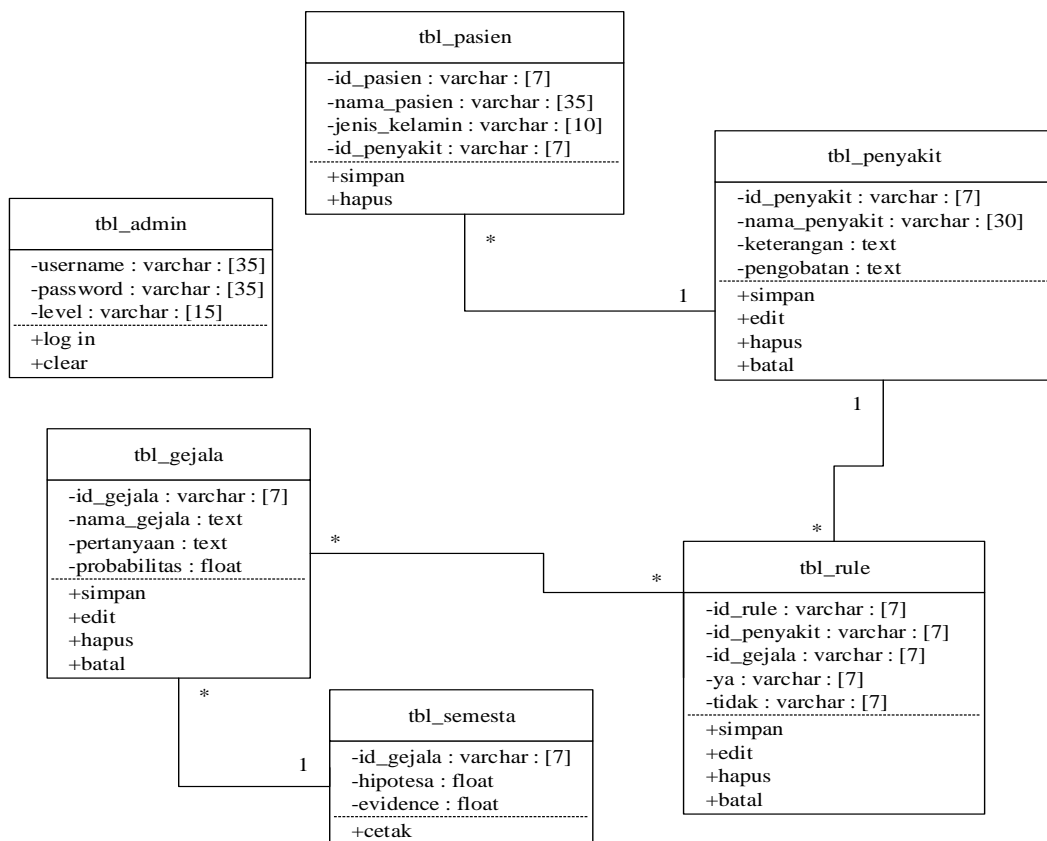 tbl_pasien
-id_pasien : varchar : [7]
-nama_pasien : varchar : [35]
-jenis_kelamin : varchar : [10]
-id_penyakit : varchar : [7]
+simpan
+hapus
*
1
tbl_penyakit
-id_penyakit : varchar : [7]
-nama_penyakit : varchar : [30]
-keterangan : text
-pengobatan : text
+simpan
+edit
+hapus
+batal
1
*
tbl_admin
-username : varchar : [35]
-password : varchar : [35]
-level : varchar : [15]
+log in
+clear
tbl_gejala
-id_gejala : varchar : [7]
-nama_gejala : text
-pertanyaan : text
-probabilitas : float
+simpan
+edit
+hapus
+batal
*
*
*
1
tbl_rule
-id_rule : varchar : [7]
-id_penyakit : varchar : [7]
-id_gejala : varchar : [7]
-ya : varchar : [7]
-tidak : varchar : [7]
+simpan
+edit
+hapus
+batal
tbl_semesta
-id_gejala : varchar : [7]
-hipotesa : float
-evidence : float
+cetak